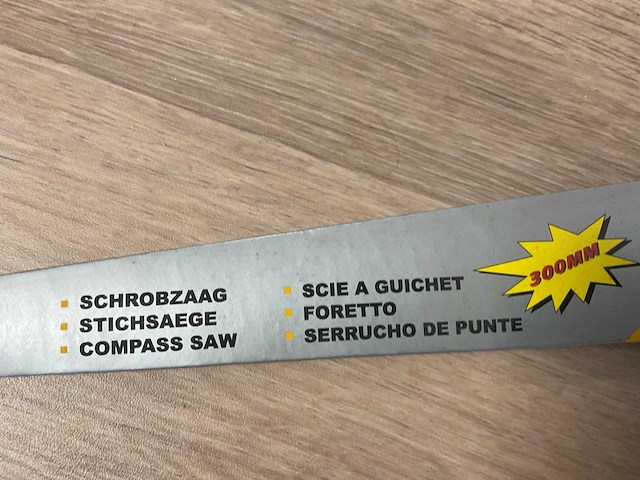 SCHROBZAAG
STICHSAEGE
COMPASS SAW
SCIE A GUICHET
FORETTO
SERRUCHO DE PUNTE
300MM